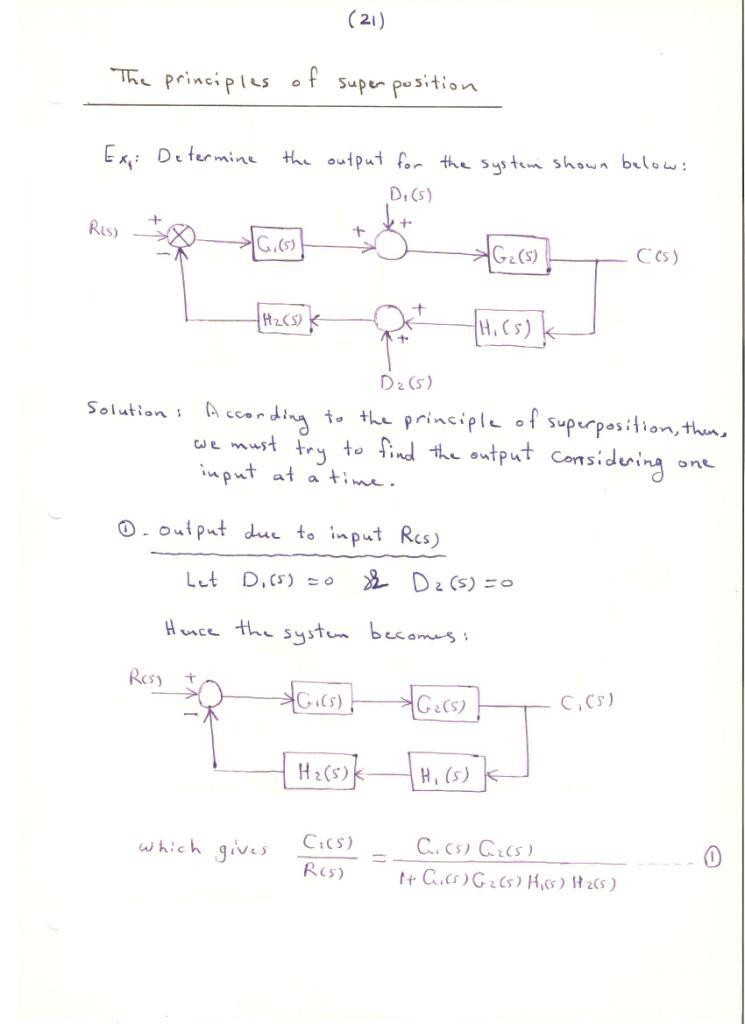 (21)
The principles of superposition
Ex1: Determine the output for the system shown below:
D1(s)
R(s) + - G1(s) + + G2(s) C(s)
H2(s) + + H1(s)
D2(s)
Solution: According to the principle of superposition, then,
we must try to find the output considering one
input at a time.
①- output due to input R(s)
Let D1(s) = 0 & D2(s) = 0
Hence the system becomes:
R(s) + - G1(s) G2(s) C1(s)
H2(s) H1(s)
which gives C1(s)/R(s) = G1(s) G2(s) / 1+ G1(s) G2(s) H1(s) H2(s) ------- ①